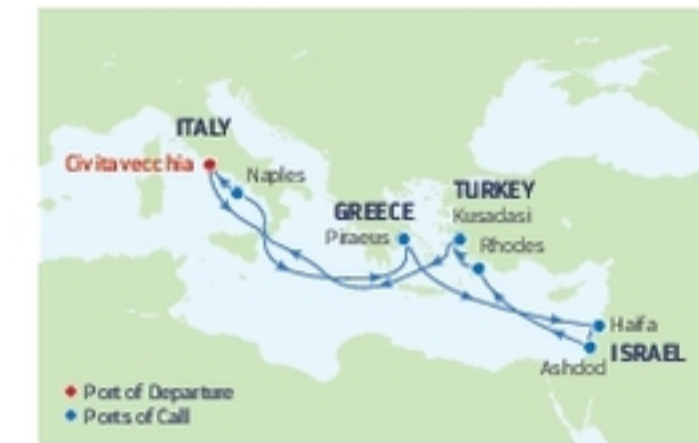 ITALY
Civitavecchia
Naples
GREECE
Piraeus
TURKEY
Kusadasi
Rhodes
Haifa
ISRAEL
Ashdod
Port of Departure
Ports of Call